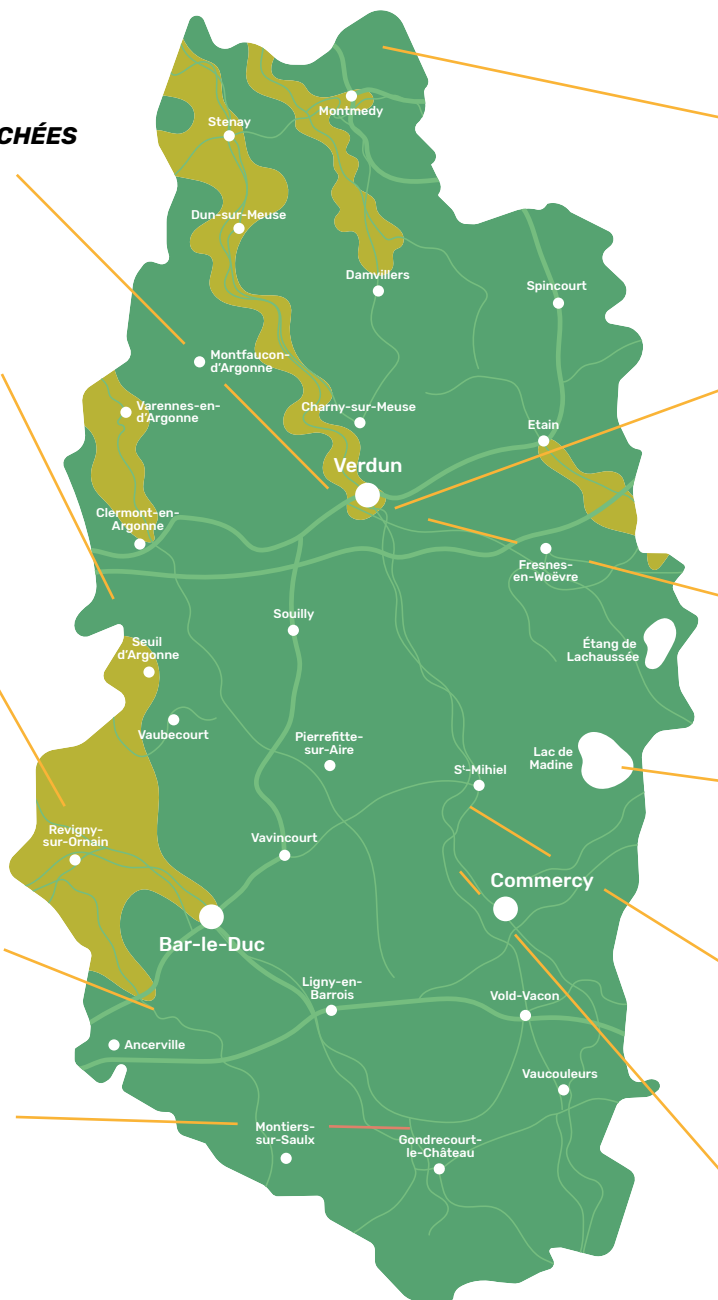 CHÉES
Montmedy
Stenay
Dun-sur-Meuse
Damvillers
Spincourt
Montfaucon-
d'Argonne
Varennes-en-
d'Argonne
Charny-sur-Meuse
Etain
Verdun
Clermont-en-
Argonne
Fresnes-
en-Woëvre
Souilly
Seuil
d'Argonne
Étang de
Lachaussée
Vaubecourt
Pierrefitte-
sur-Aire
Lac de
Madine
Sᵗ-Mihiel
Revigny-
sur-Ornain
Vavincourt
Commercy
Bar-le-Duc
Ligny-en-
Barrois
Vold-Vacon
Ancerville
Vaucouleurs
Montiers-
sur-Saulx
Gondrecourt-
le-Château